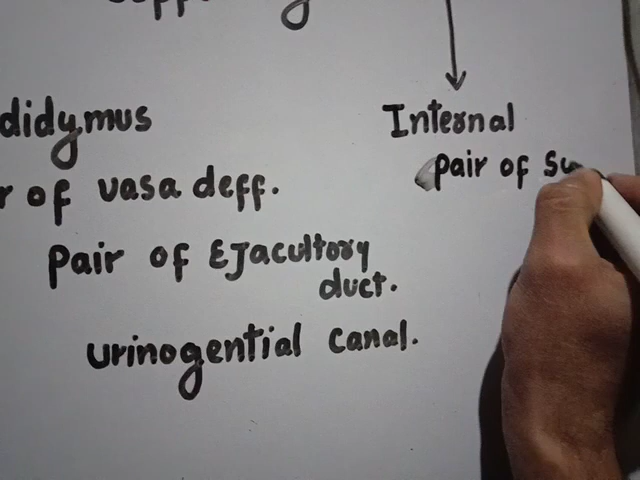 didymus
Internal
r of vasa deff.
pair of
pair of Ejacultory
duct.
urinogential canal.